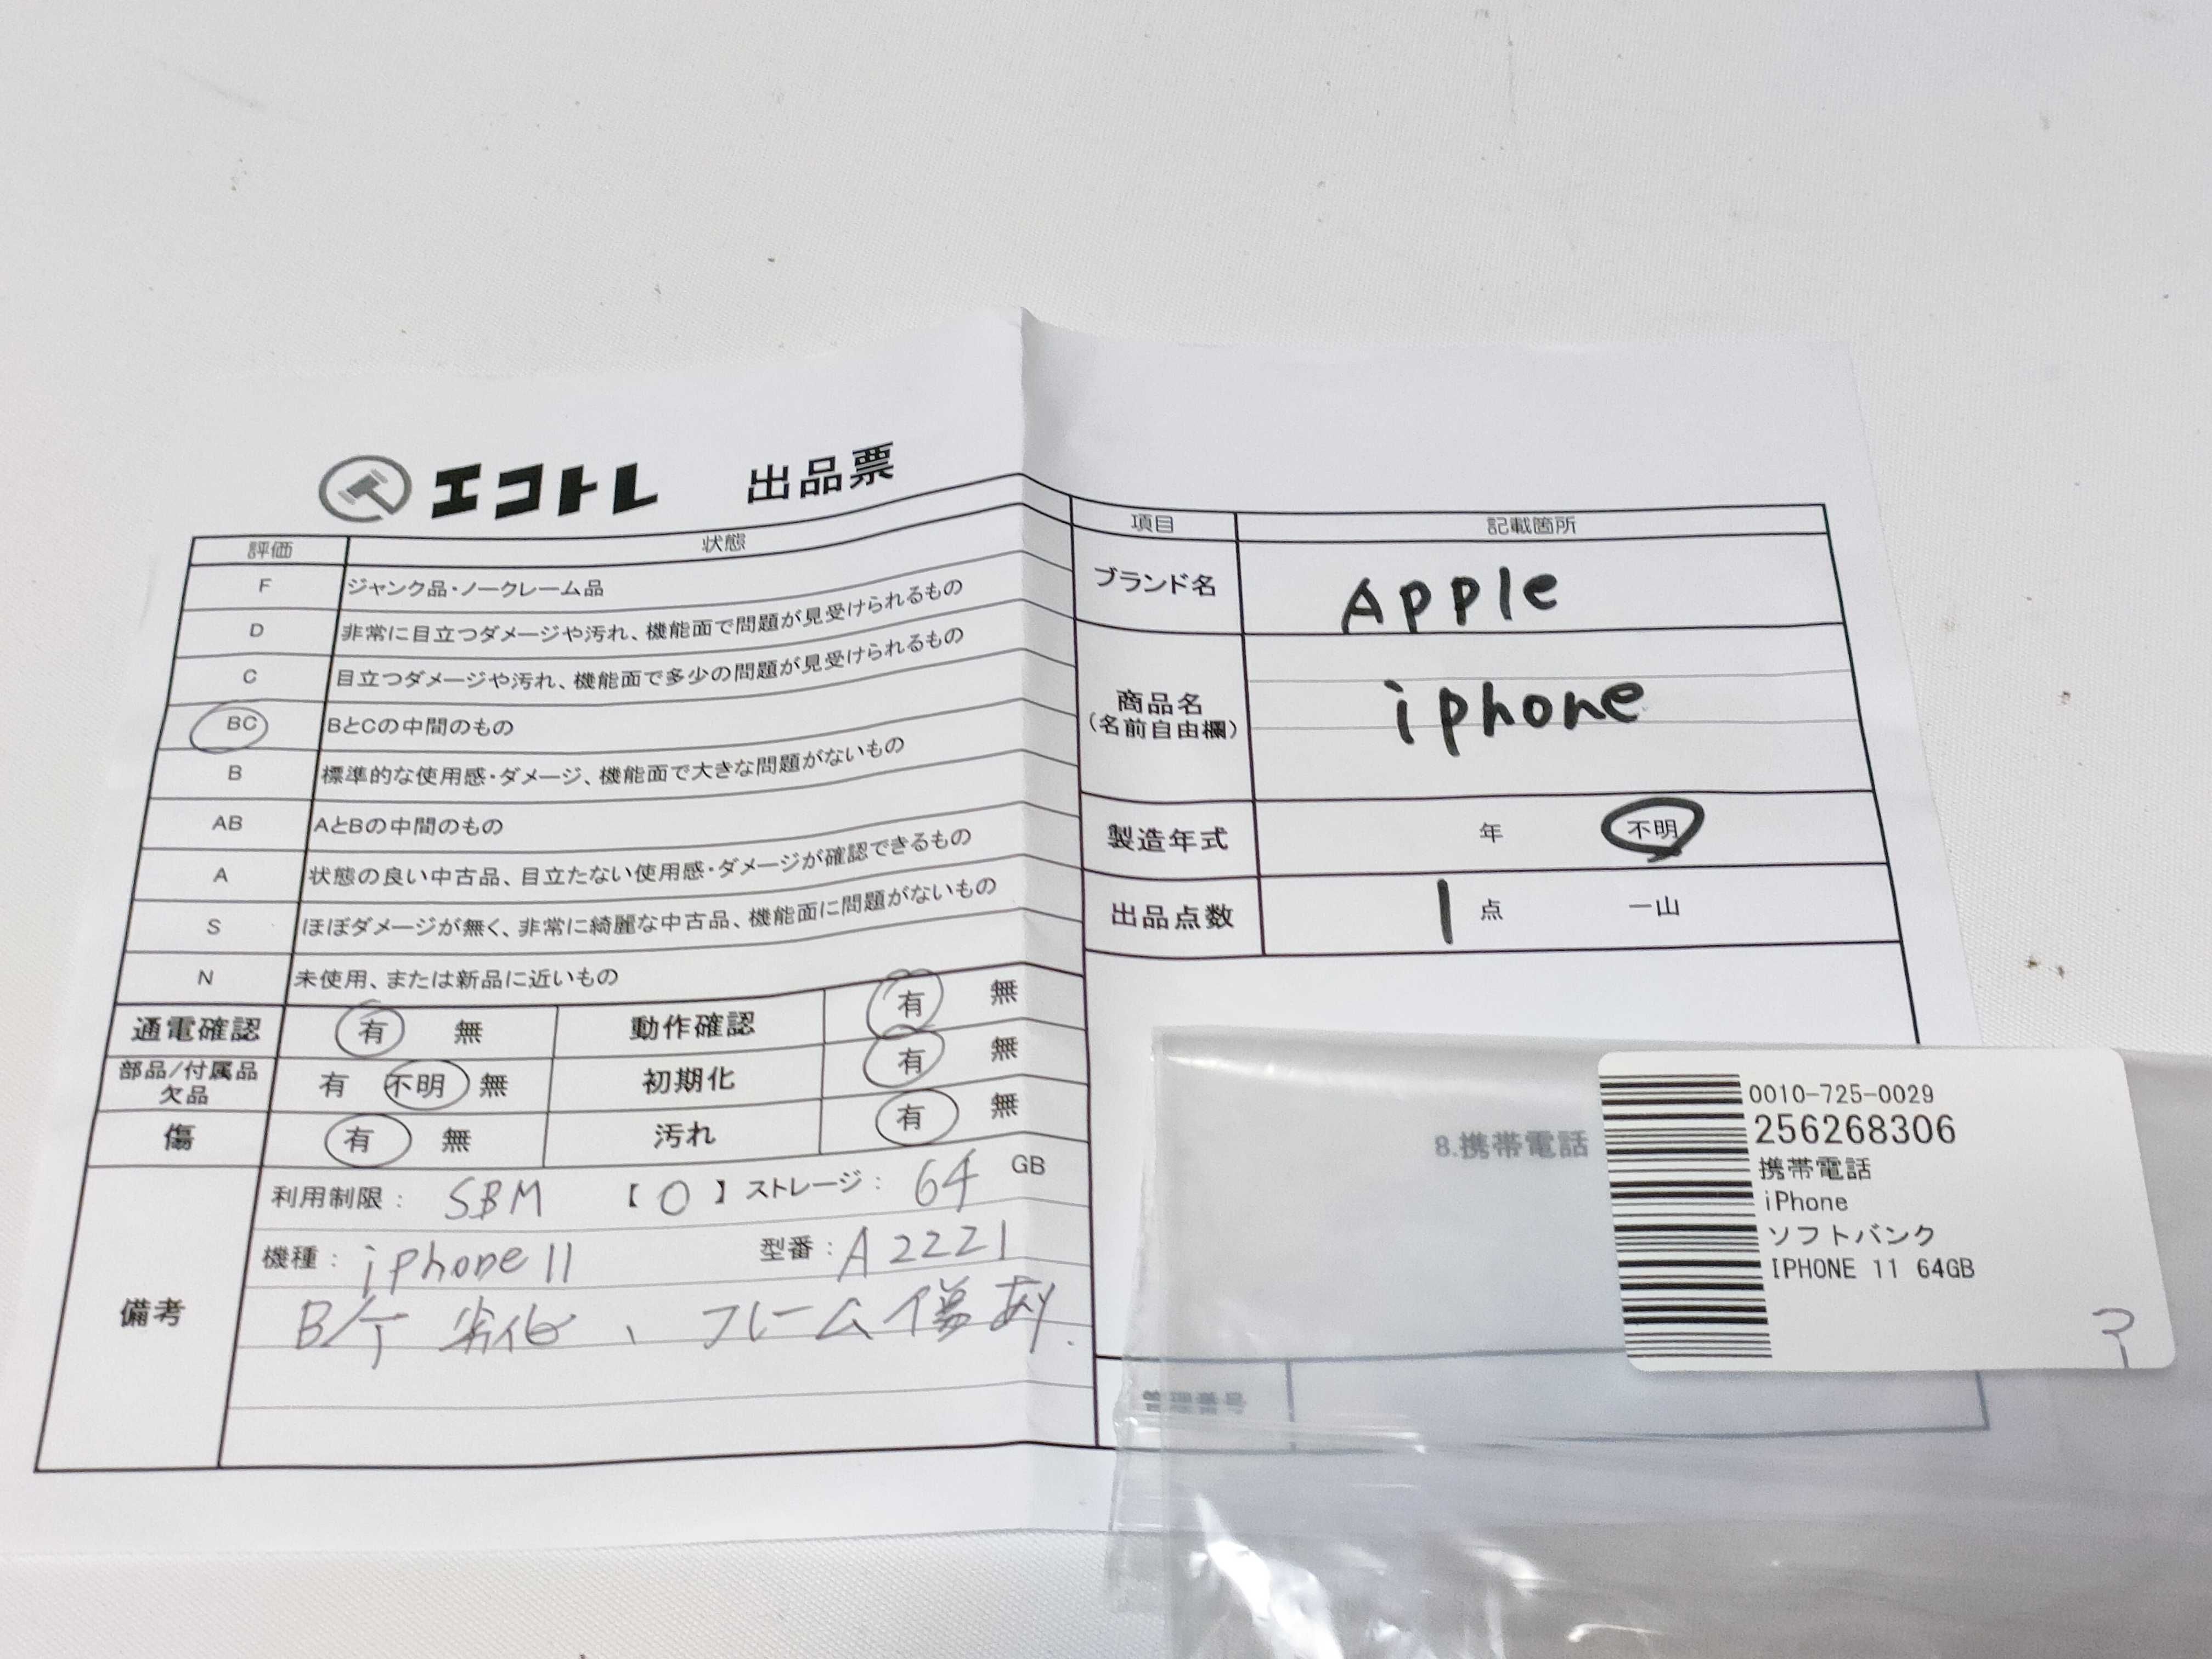 エコトレ 出品票
評価 状態
F ジャンク品・ノークレーム品
D 非常に目立つダメージや汚れ、機能面で問題が見受けられるもの
C 目立つダメージや汚れ、機能面で多少の問題が見受けられるもの
BC BとCの中間のもの
B 標準的な使用感・ダメージ、機能面で大きな問題がないもの
AB AとBの中間のもの
A 状態の良い中古品、目立たない使用感・ダメージが確認できるもの
S ほぼダメージが無く、非常に綺麗な中古品、機能面に問題がないもの
N 未使用、または新品に近いもの
通電確認 有 無 動作確認 有 無
部品/付属品 欠品 有 不明 無 初期化 有 無
傷 有 無 汚れ 有 無
備考
利用制限: SBM 【 O 】 ストレージ: 64 GB
機種: iphone 11 型番: A2221
B/T 劣化、フレーム傷あり.
項目 記載箇所
ブランド名 Apple
商品名 iphone
(名前自由欄)
製造年式 年 不明
出品点数 1 点 一山
8.携帯電話
管理番号
0010-725-0029
256268306
携帯電話
iPhone
ソフトバンク
IPHONE 11 64GB